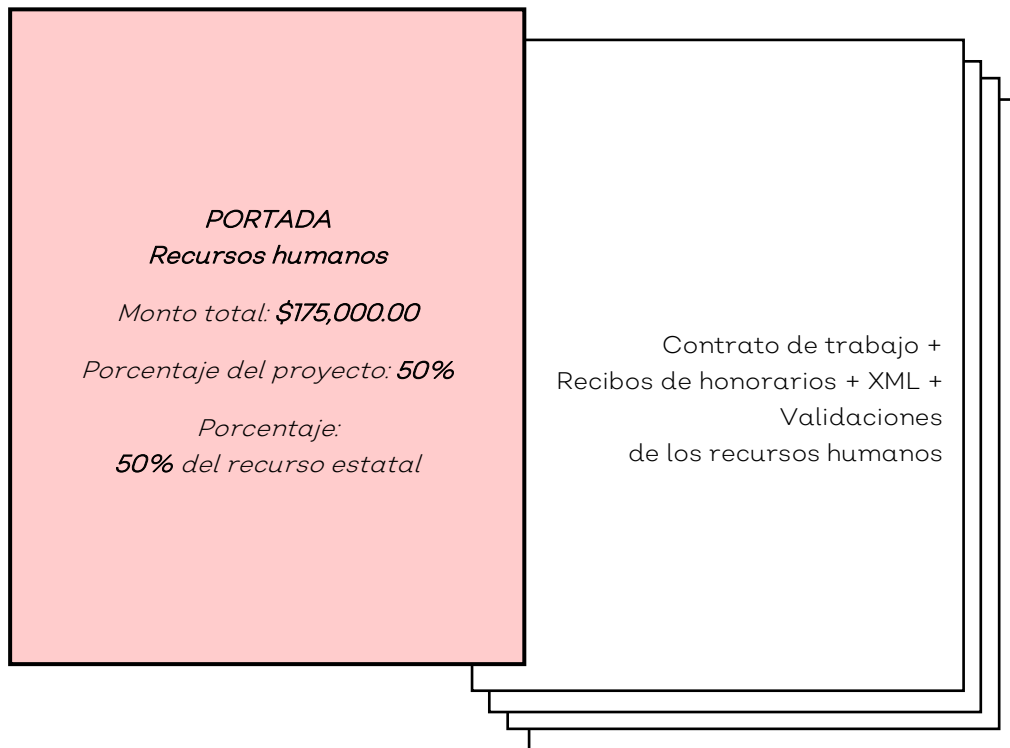 PORTADA
Recursos humanos
Monto total: $175,000.00
Porcentaje del proyecto: 50%
Porcentaje:
50% del recurso estatal
Contrato de trabajo +
Recibos de honorarios + XML +
Validaciones
de los recursos humanos